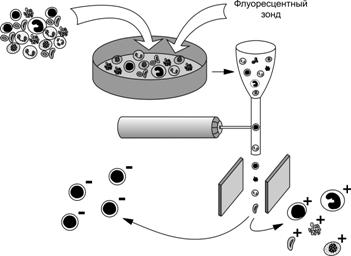 Флуоресцентный
зонд
- - - -
+ + + + +